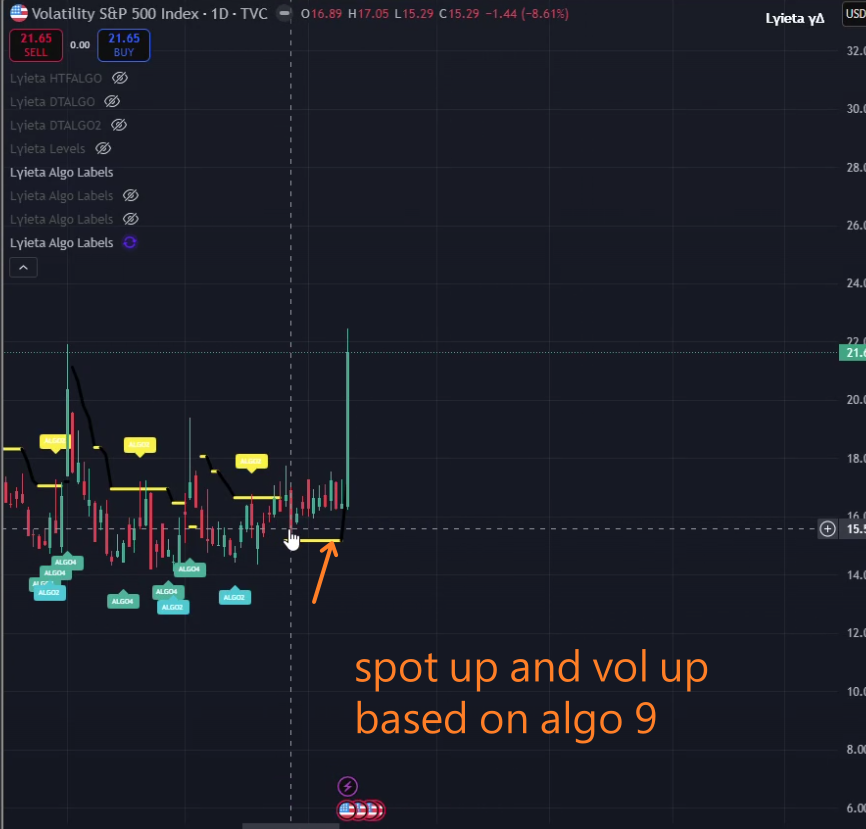 Volatility S&P 500 Index · 1D · TVC O16.89 H17.05 L15.29 C15.29 −1.44 (−8.61%)
Lyieta γΔ
USD
21.65 SELL 0.00 21.65 BUY
Lyieta HTFALGO
Lyieta DTALGO
Lyieta DTALGO2
Lyieta Levels
Lyieta Algo Labels
Lyieta Algo Labels
Lyieta Algo Labels
Lyieta Algo Labels
32.0
30.0
28.0
26.0
24.0
22.0
21.6
20.0
18.0
16.0
15.5
14.0
12.0
10.0
8.00
6.00
ALGO4
ALGO4
ALGO2
ALGO4
ALGO4
ALGO4
ALGO2
ALGO2
spot up and vol up
based on algo 9